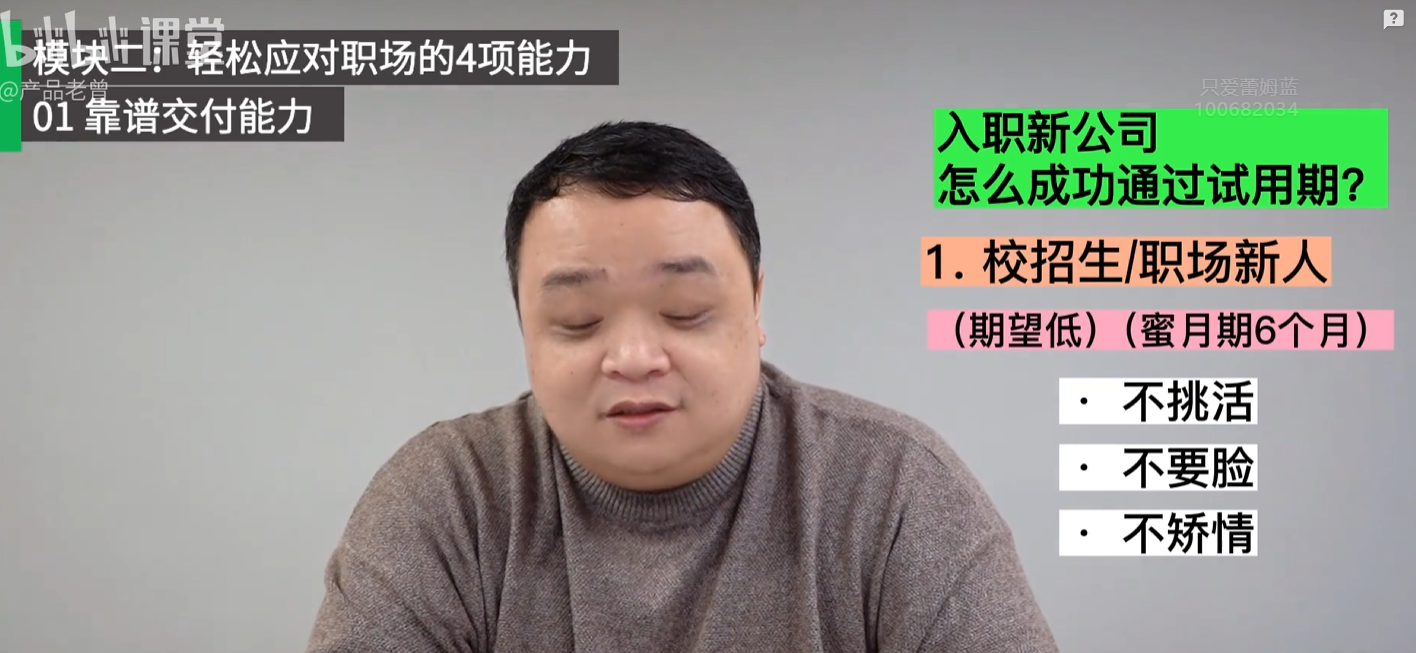 bilibili课堂
模块二：轻松应对职场的4项能力
@产品老曾
01 靠谱交付能力
只爱蕾姆蓝
100682034
入职新公司
怎么成功通过试用期？
1. 校招生/职场新人
（期望低）（蜜月期6个月）
· 不挑活
· 不要脸
· 不矫情
?